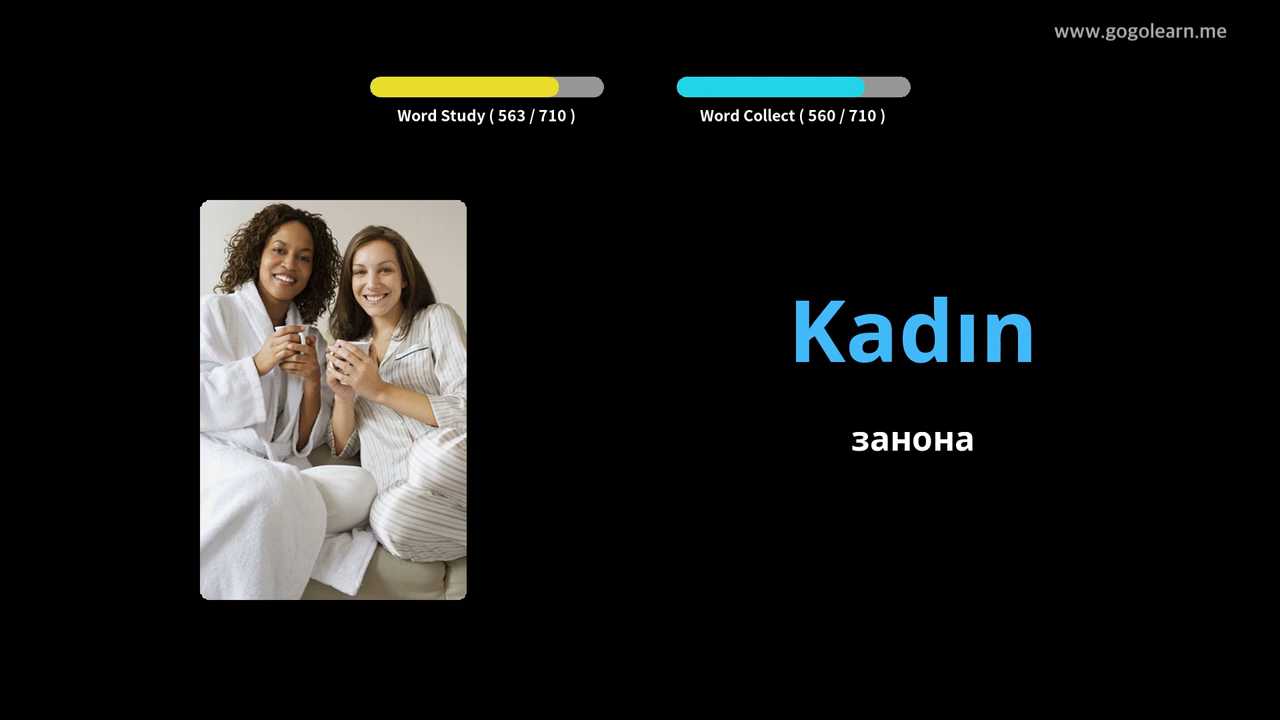 www.gogolearn.me
Word Study ( 563 / 710 )
Word Collect ( 560 / 710 )
Kadın
занона